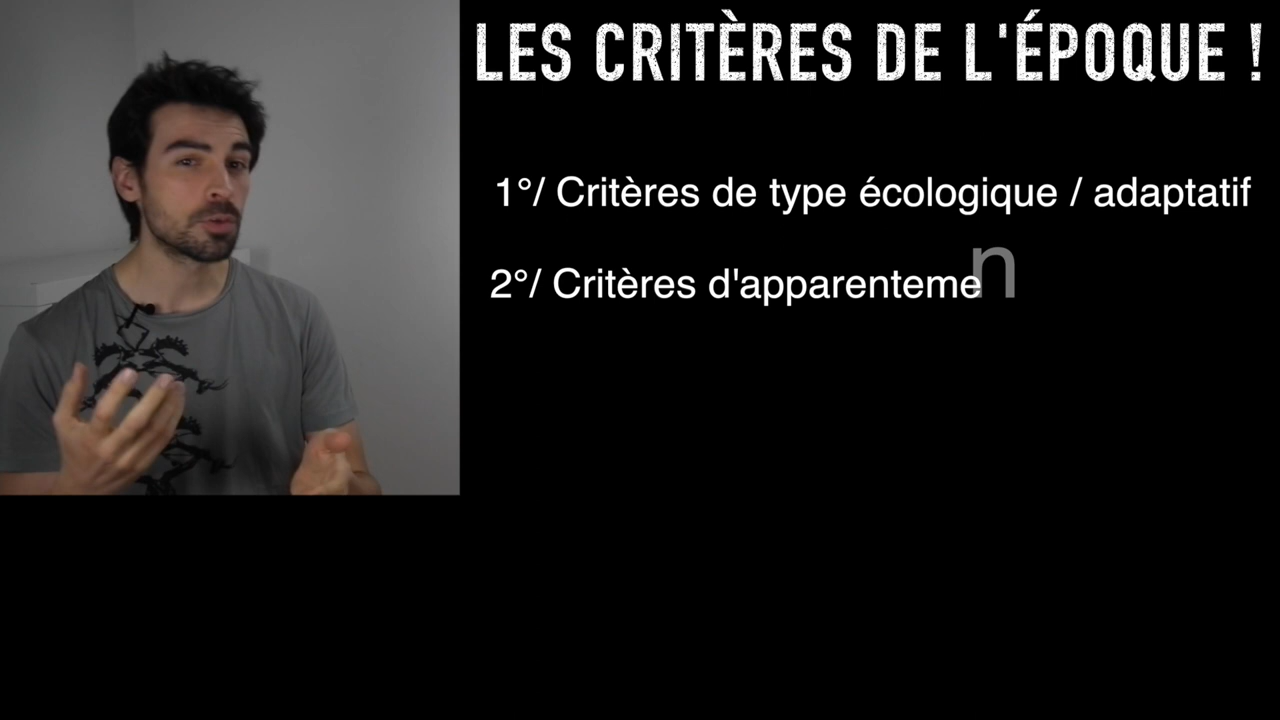 LES CRITÈRES DE L'ÉPOQUE !
1°/ Critères de type écologique / adaptatif
2°/ Critères d'apparentemen